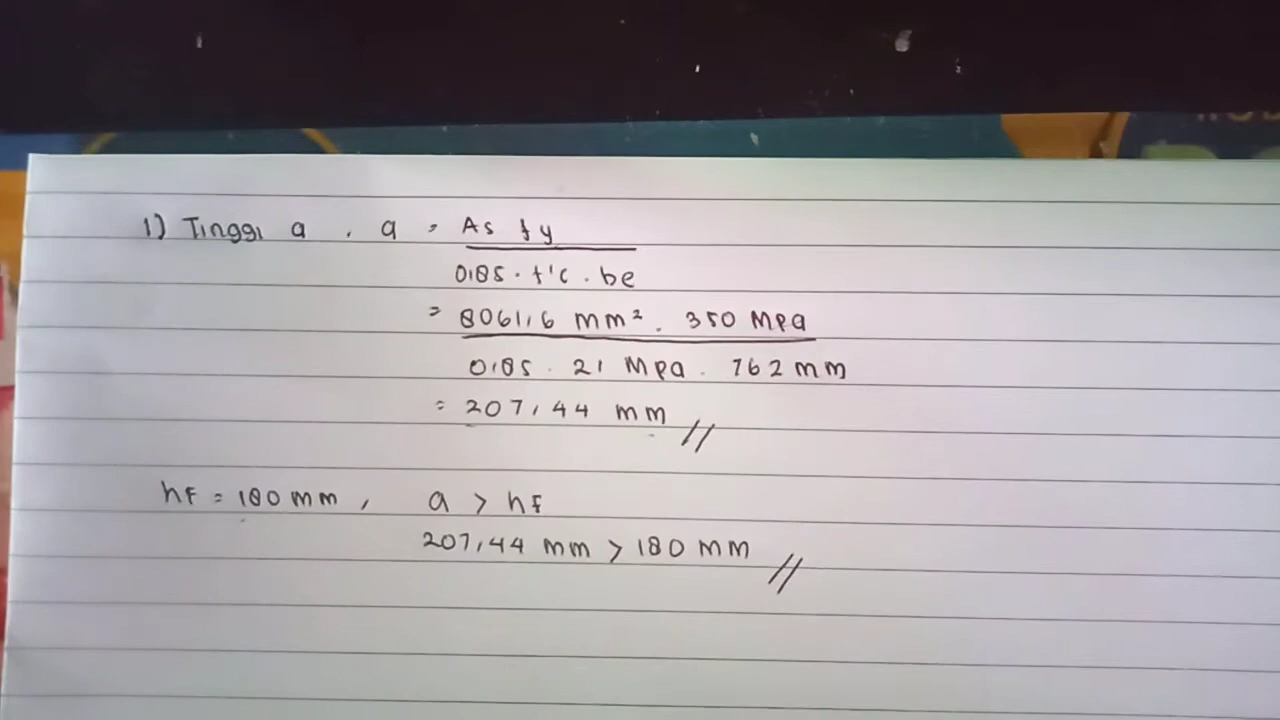 1) Tinggi a , a = As fy
0,85 . f'c . be
= 8061,6 mm² . 350 Mpa
0,85 . 21 Mpa . 762 mm
= 207,44 mm //
hf = 180 mm , a > hf
207,44 mm > 180 mm //